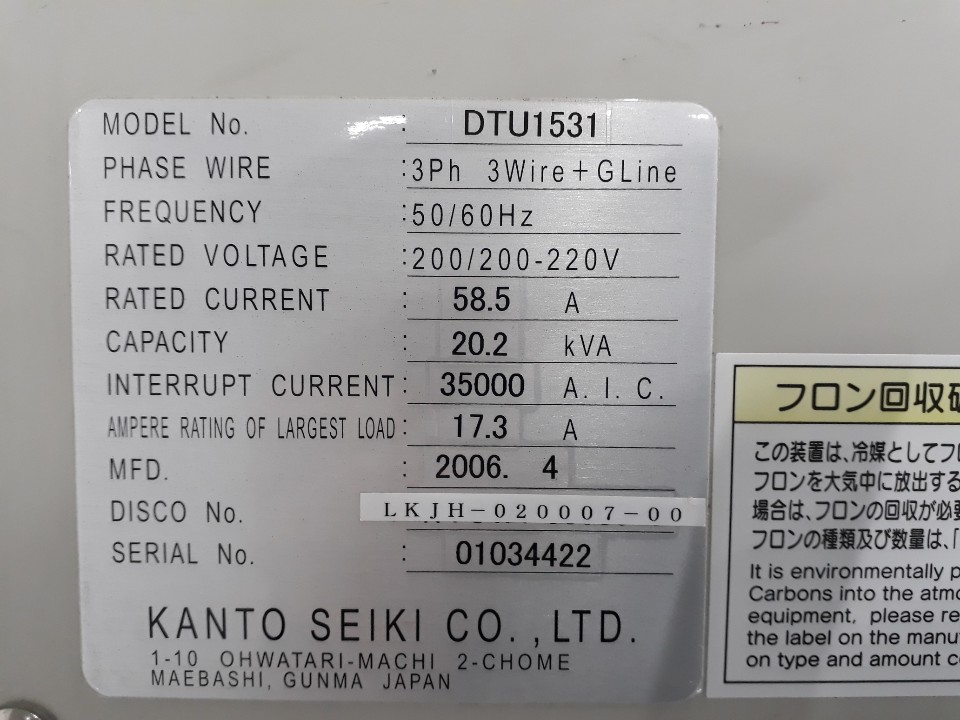 MODEL No. : DTU1531
PHASE WIRE :3Ph 3Wire+GLine
FREQUENCY :50/60Hz
RATED VOLTAGE :200/200-220V
RATED CURRENT : 58.5 A
CAPACITY : 20.2 kVA
INTERRUPT CURRENT: 35000 A.I.C.
AMPERE RATING OF LARGEST LOAD: 17.3 A
MFD. : 2006. 4
DISCO No. LKJH-020007-00
SERIAL No. : 01034422
KANTO SEIKI CO.,LTD.
1-10 OHWATARI-MACHI 2-CHOME
MAEBASHI, GUNMA JAPAN
フロン回収
この装置は、冷媒としてフ
フロンを大気中に放出する
場合は、フロンの回収が必
フロンの種類及び数量は、「
It is environmentally
Carbons into the
equipment, please
the label on the
on type and amount